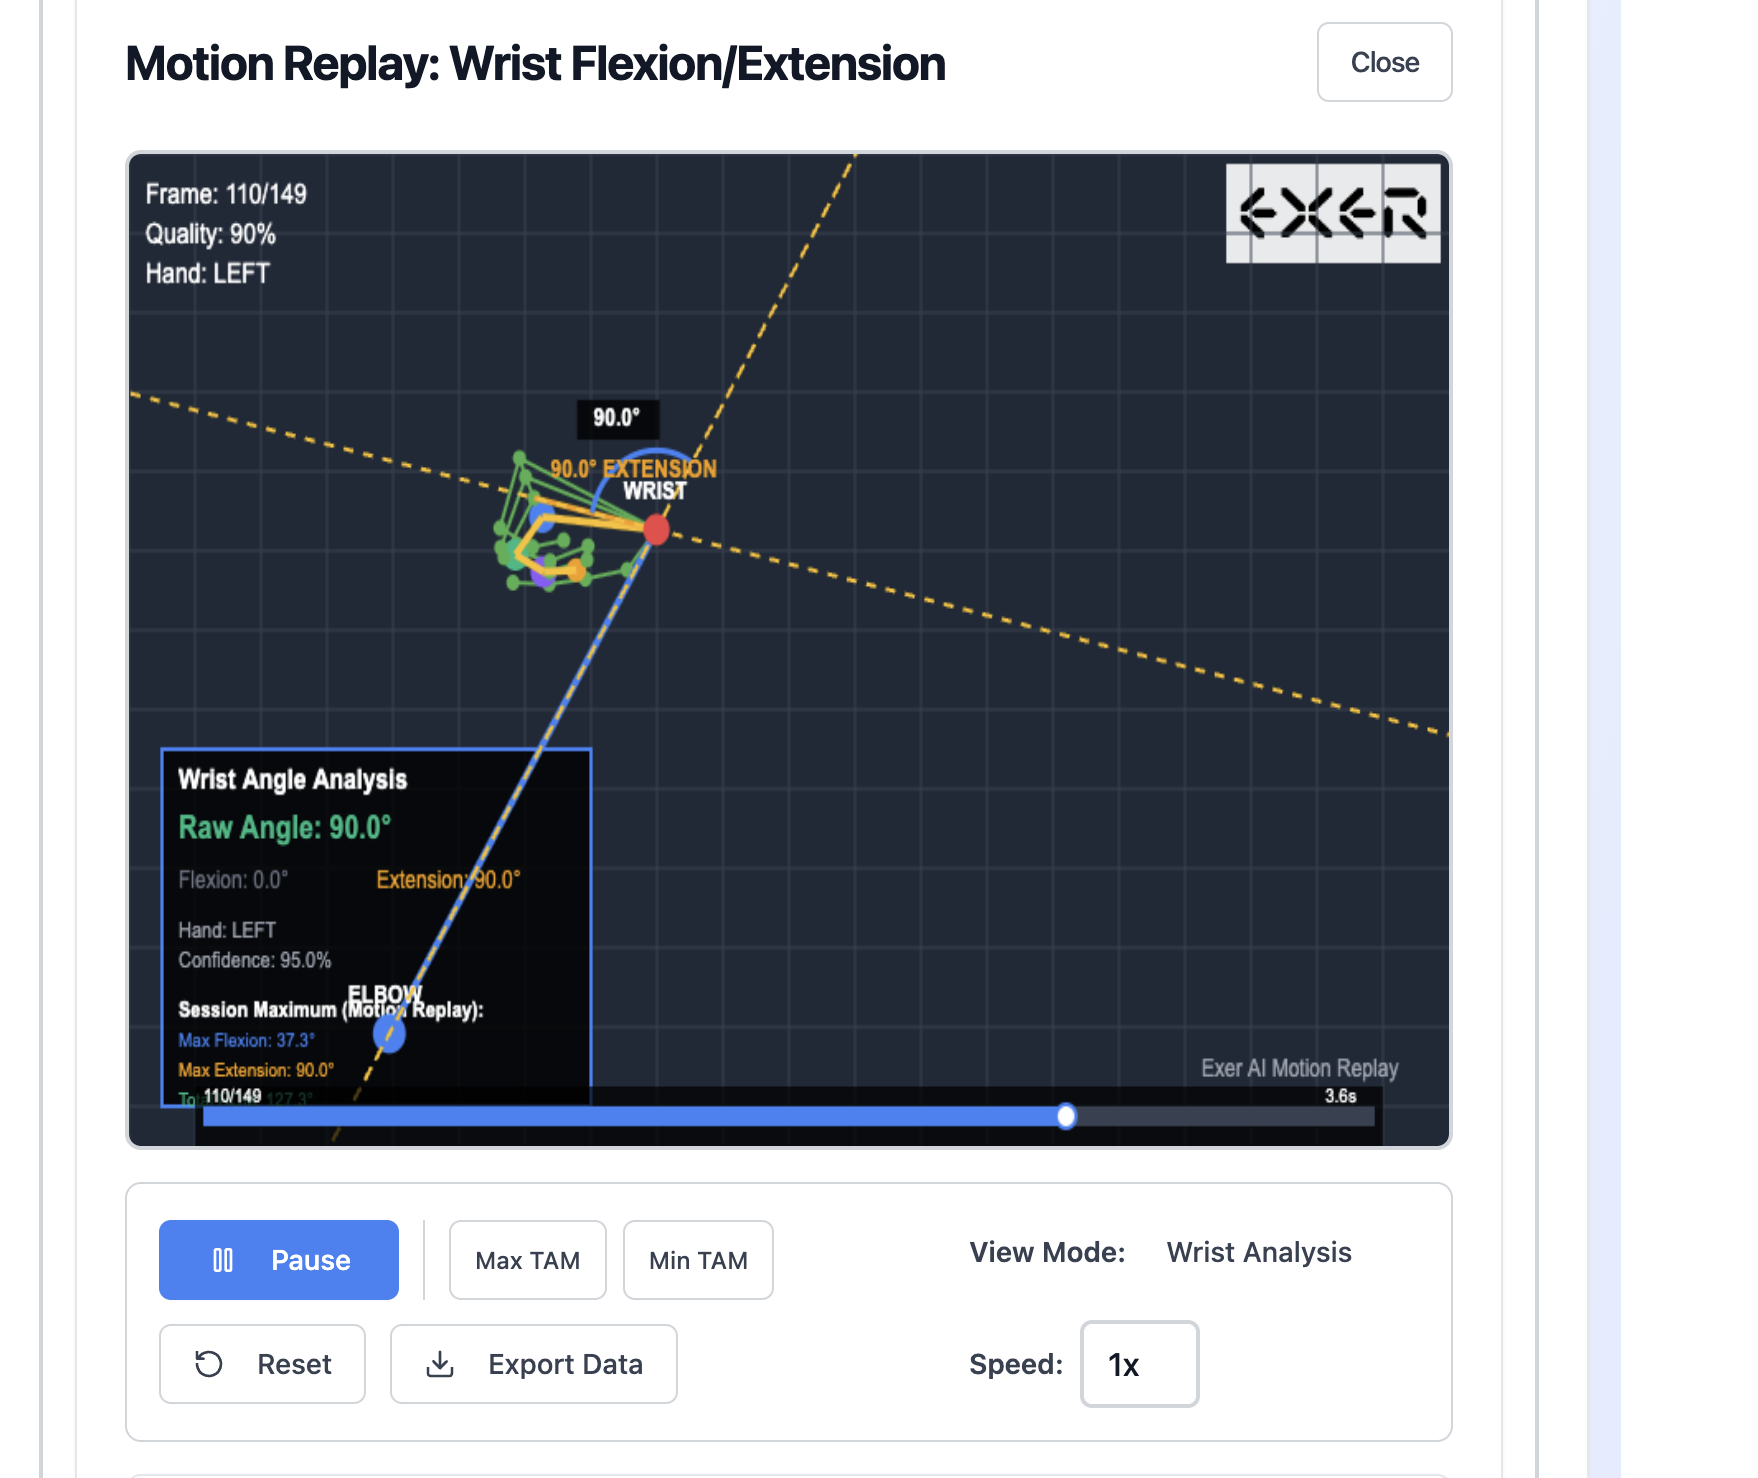 Motion Replay: Wrist Flexion/Extension
Close
Frame: 110/149
Quality: 90%
Hand: LEFT
EXER
90.0°
90.0° EXTENSION
WRIST
Wrist Angle Analysis
Raw Angle: 90.0°
Flexion: 0.0° Extension: 90.0°
Hand: LEFT
Confidence: 95.0%
ELBOW
Session Maximum (Motion Replay):
Max Flexion: 37.3°
Max Extension: 90.0°
127.3°
Exer AI Motion Replay
110/149 3.6s
Pause
Max TAM
Min TAM
View Mode: Wrist Analysis
Reset
Export Data
Speed: 1x